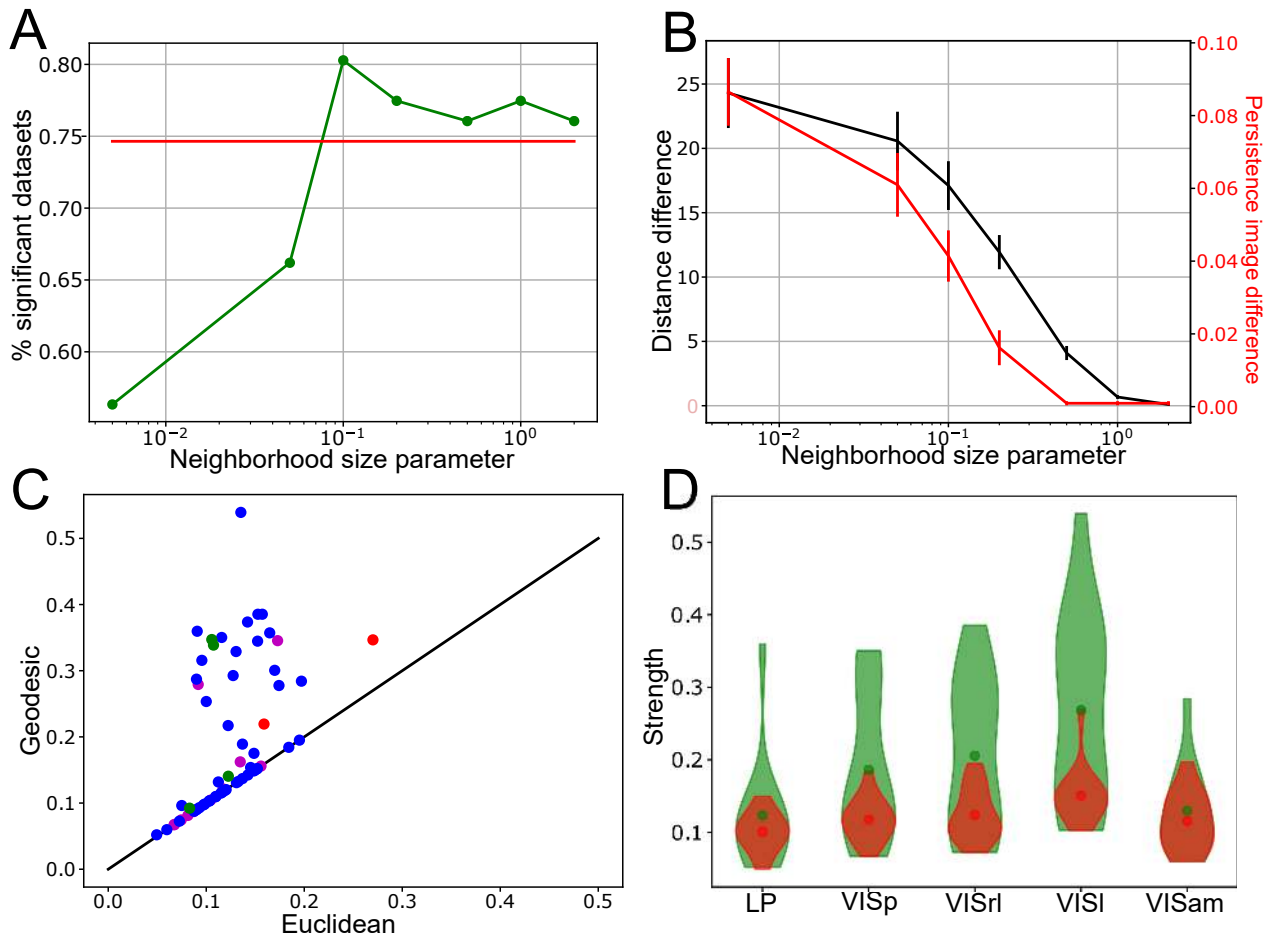 A
% significant datasets
0.80
0.75
0.70
0.65
0.60
10⁻² 10⁻¹ 10⁰
Neighborhood size parameter
B
Distance difference
25
20
15
10
5
0
0.10
0.08
0.06
0.04
0.02
0.00
Persistence image difference
10⁻² 10⁻¹ 10⁰
Neighborhood size parameter
C
Geodesic
0.5
0.4
0.3
0.2
0.1
0.0
0.0 0.1 0.2 0.3 0.4 0.5
Euclidean
D
Strength
0.5
0.4
0.3
0.2
0.1
LP VISp VISrl VISl VISam